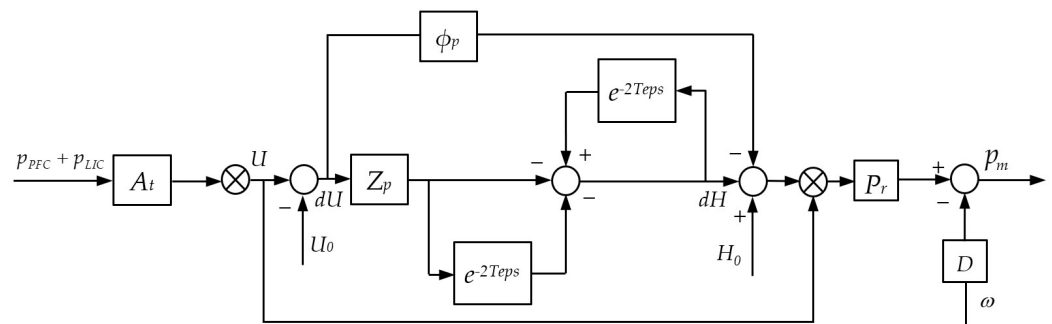 ϕp
e-2Teps
pPFC + pLIC
At
U
−
dU
U0
Zp
−
+
−
e-2Teps
dH
−
+
H0
Pr
+
−
pm
D
ω